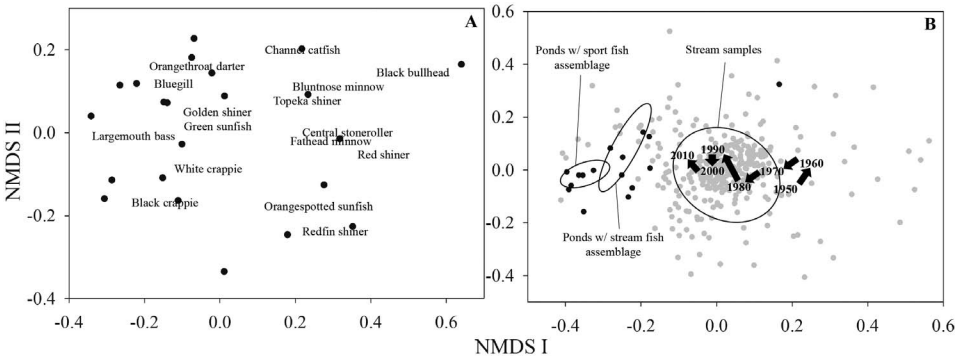 A
0.2
0.0
-0.2
-0.4
NMDS II
Channel catfish
Orangethroat darter
Black bullhead
Bluegill
Bluntnose minnow
Topeka shiner
Golden shiner
Green sunfish
Largemouth bass
Central stoneroller
Fathead minnow
Red shiner
White crappie
Black crappie
Orangespotted sunfish
Redfin shiner
-0.4
-0.2
0.0
0.2
0.4
0.6
B
0.6
0.4
0.2
0.0
-0.2
-0.4
Ponds w/ sport fish
assemblage
Stream samples
2010
1990
2000
1980
1970
1960
1950
Ponds w/ stream fish
assemblage
-0.4
-0.2
0.0
0.2
0.4
0.6
NMDS I